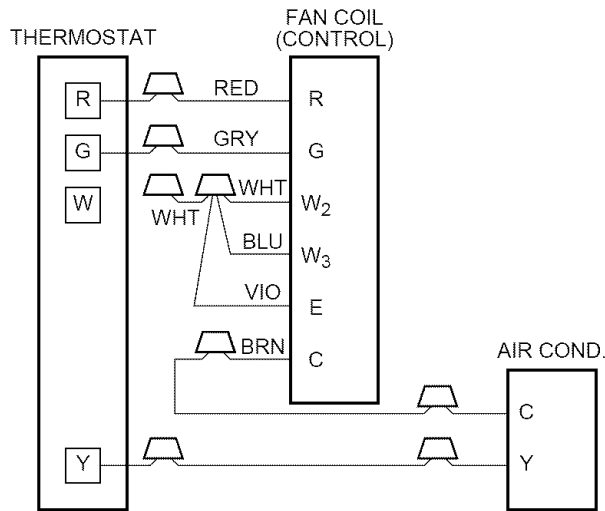 FAN COIL
(CONTROL)
THERMOSTAT
R
RED
R
G
GRY
G
W
WHT
WHT
W2
BLU
W3
VIO
E
BRN
C
AIR COND.
C
Y
Y